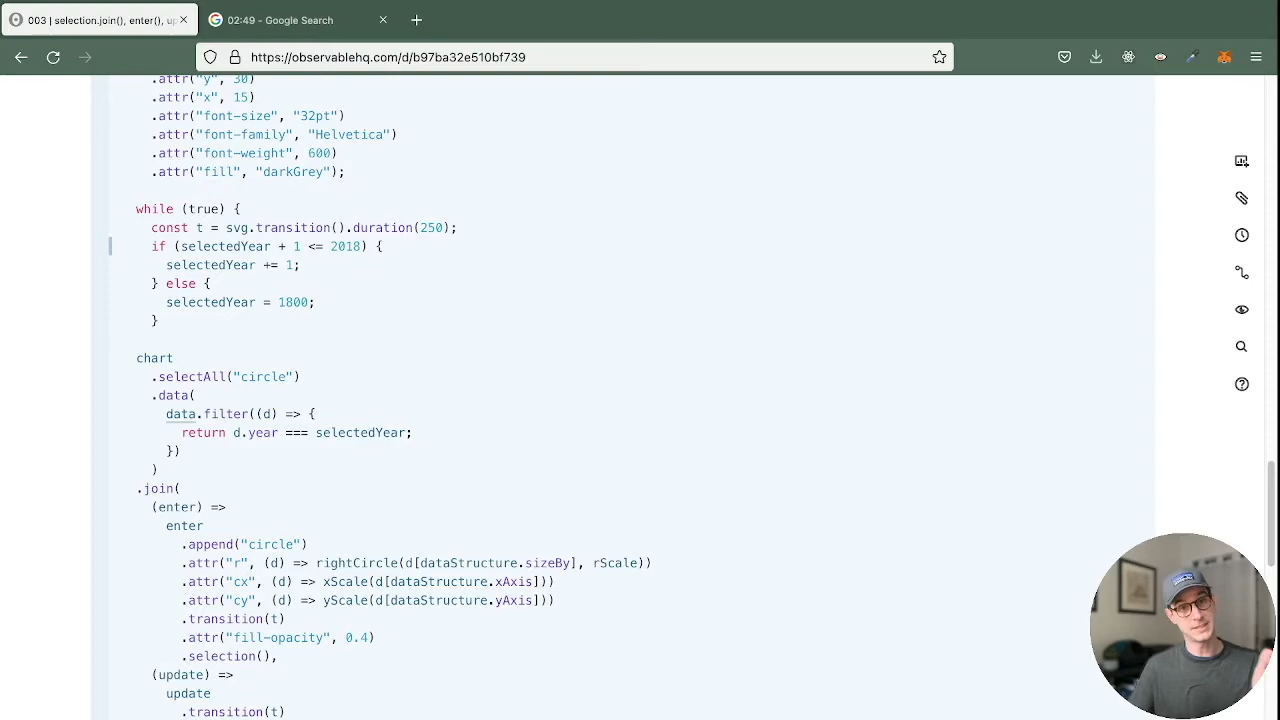 003 | selection.join(), enter(), up
02:49 - Google Search
https://observablehq.com/d/b97ba32e510bf739
.attr("y", 30)
.attr("x", 15)
.attr("font-size", "32pt")
.attr("font-family", "Helvetica")
.attr("font-weight", 600)
.attr("fill", "darkGrey");
while (true) {
const t = svg.transition().duration(250);
if (selectedYear + 1 <= 2018) {
selectedYear += 1;
} else {
selectedYear = 1800;
}
chart
.selectAll("circle")
.data(
data.filter((d) => {
return d.year === selectedYear;
})
)
.join(
(enter) =>
enter
.append("circle")
.attr("r", (d) => rightCircle(d[dataStructure.sizeBy], rScale))
.attr("cx", (d) => xScale(d[dataStructure.xAxis]))
.attr("cy", (d) => yScale(d[dataStructure.yAxis]))
.transition(t)
.attr("fill-opacity", 0.4)
.selection(),
(update) =>
update
.transition(t)